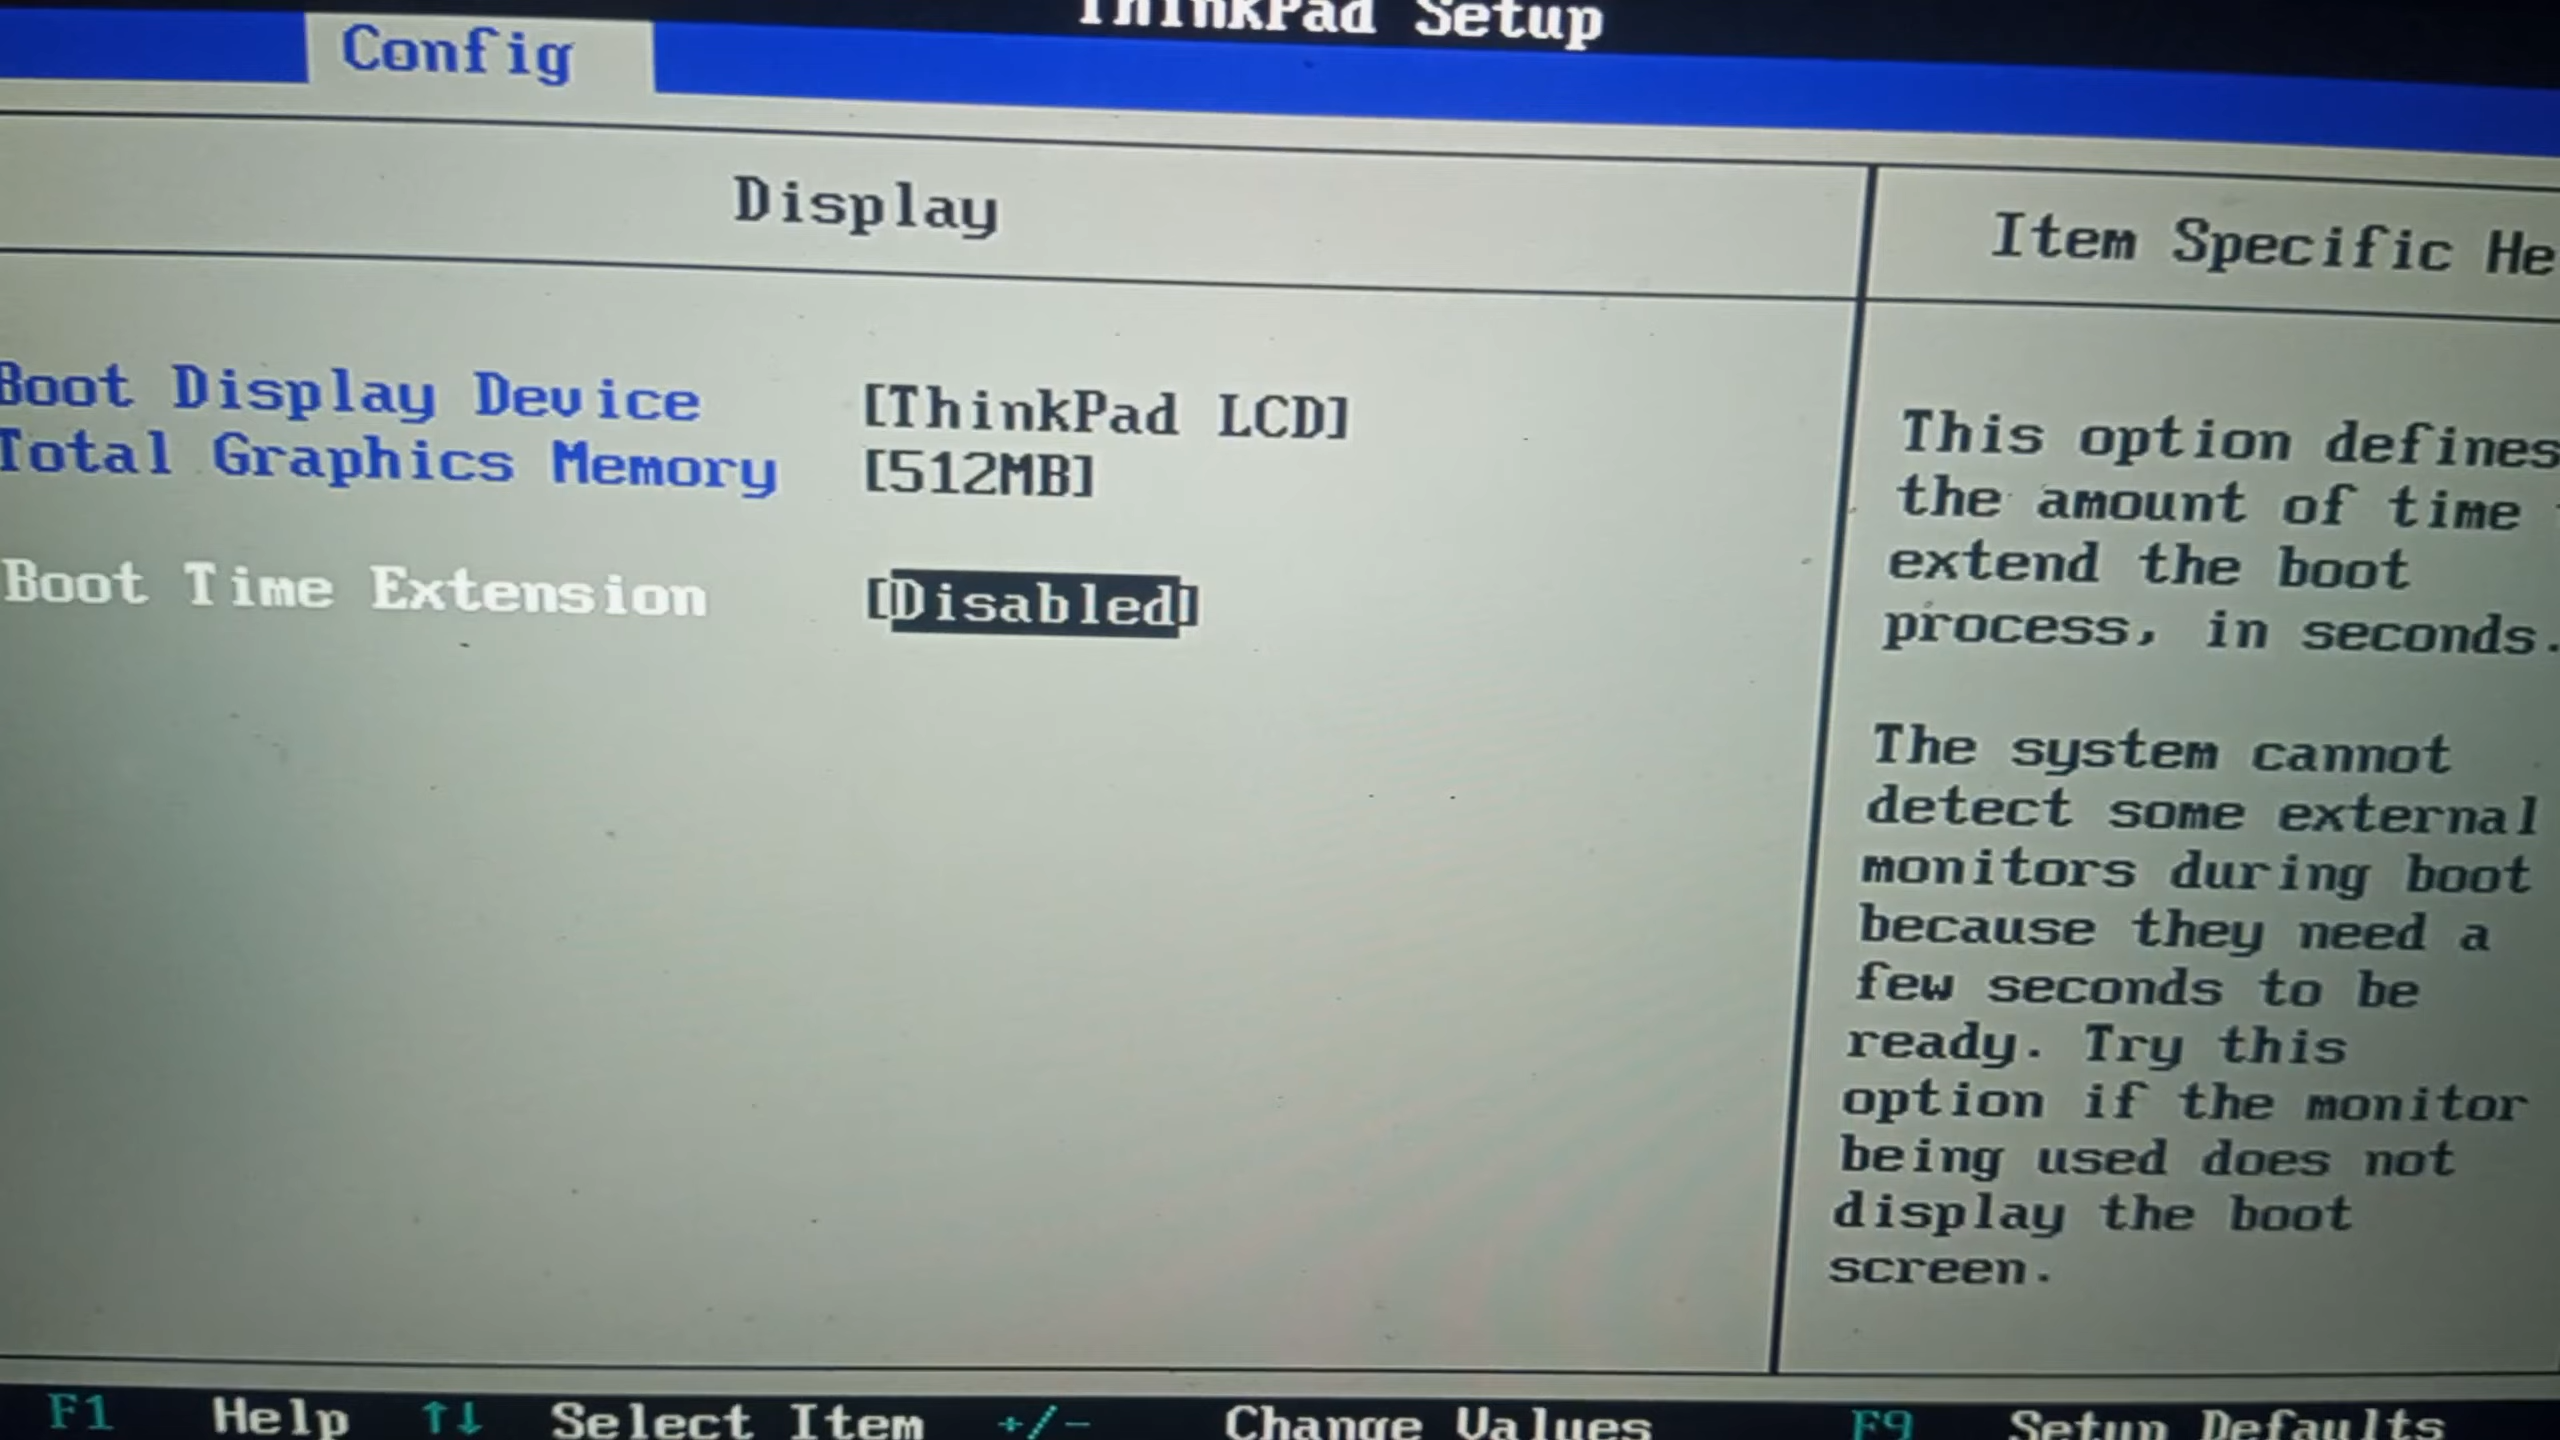 ThinkPad Setup
Config
Display
Item Specific He
Boot Display Device [ThinkPad LCD]
Total Graphics Memory [512MB]
Boot Time Extension [Disabled]
This option defines
the amount of time
extend the boot
process, in seconds.
The system cannot
detect some external
monitors during boot
because they need a
few seconds to be
ready. Try this
option if the monitor
being used does not
display the boot
screen.
F1 Help ↑↓ Select Item +/- Change Values F9 Setup Defaults